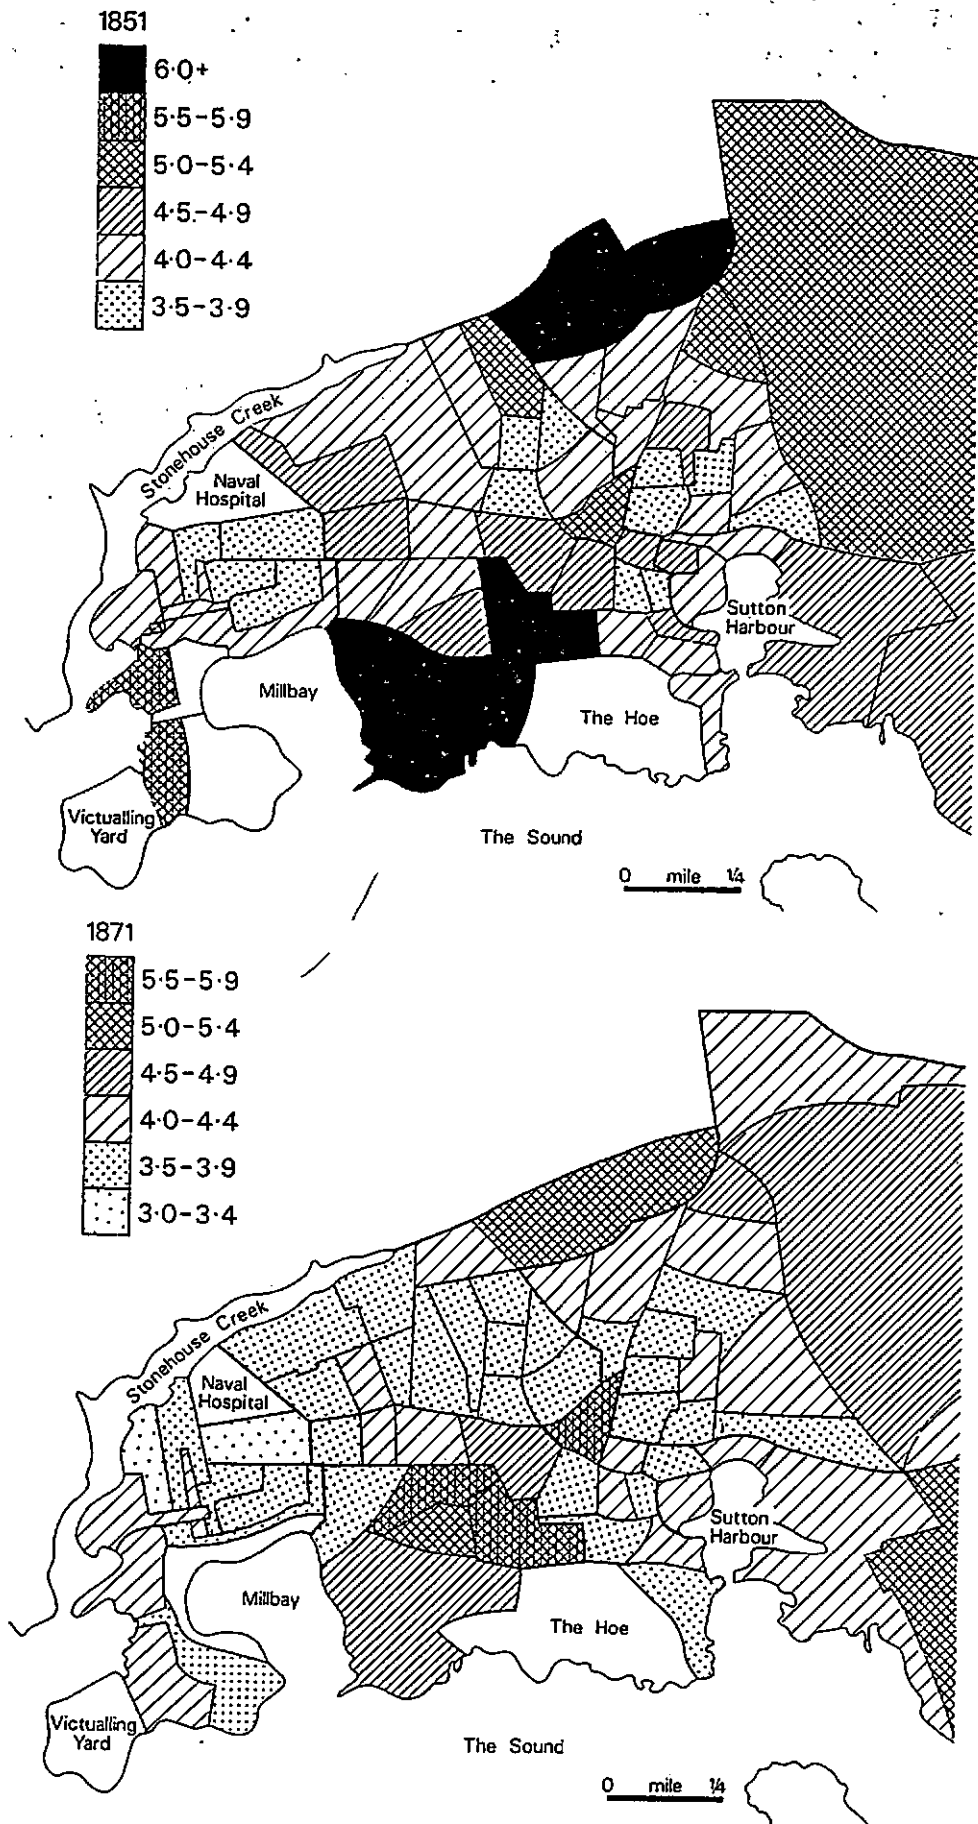 1851
6·0+
5·5-5·9
5·0-5·4
4·5-4·9
4·0-4·4
3·5-3·9
Stonehouse Creek
Naval
Hospital
Sutton
Harbour
Millbay
The Hoe
Victualling
Yard
The Sound
0 mile ¼
1871
5·5-5·9
5·0-5·4
4·5-4·9
4·0-4·4
3·5-3·9
3·0-3·4
Stonehouse Creek
Naval
Hospital
Sutton
Harbour
Millbay
The Hoe
Victualling
Yard
The Sound
0 mile ¼